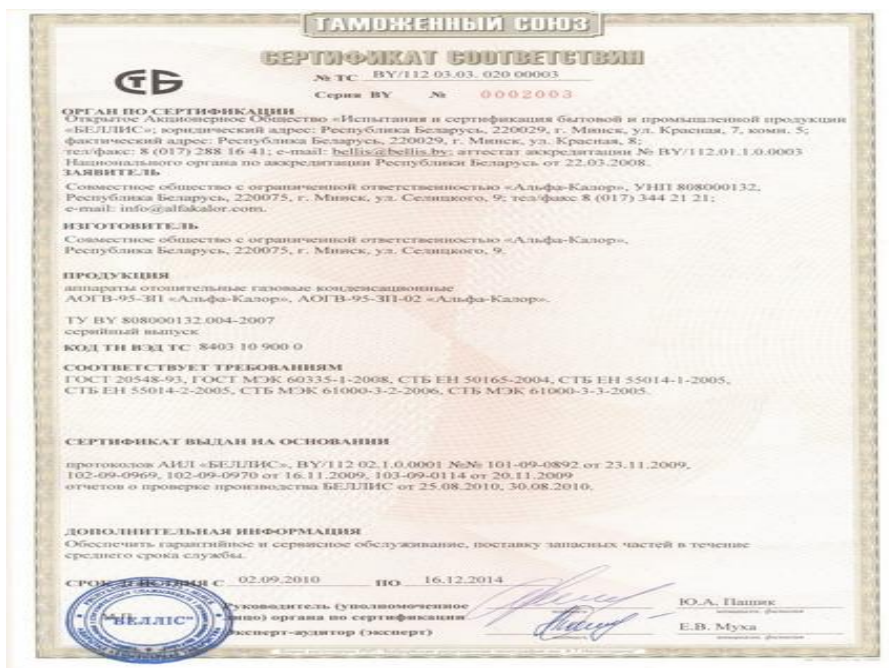 ТАМОЖЕННЫЙ СОЮЗ
СЕРТИФИКАТ СООТВЕТСТВИЯ
СТБ
№ ТС BY/112 03.03. 020 00003
Серия BY № 0002003
ОРГАН ПО СЕРТИФИКАЦИИ
Открытое Акционерное Общество «Испытания и сертификация бытовой и промышленной продукции
«БЕЛЛИС»; юридический адрес: Республика Беларусь, 220029, г. Минск, ул. Красная, 7, комн. 5;
фактический адрес: Республика Беларусь, 220029, г. Минск, ул. Красная, 8;
тел/факс: 8 (017) 288 16 41; e-mail: bellis@bellis.by; аттестат аккредитации № BY/112.01.1.0.0003
Национального органа по аккредитации Республики Беларусь от 22.03.2008.
ЗАЯВИТЕЛЬ
Совместное общество с ограниченной ответственностью «Альфа-Калор», УНП 808000132,
Республика Беларусь, 220075, г. Минск, ул. Селицкого, 9; тел/факс 8 (017) 344 21 21;
e-mail: info@alfakalor.com.
ИЗГОТОВИТЕЛЬ
Совместное общество с ограниченной ответственностью «Альфа-Калор»,
Республика Беларусь, 220075, г. Минск, ул. Селицкого, 9.
ПРОДУКЦИЯ
аппараты отопительные газовые конденсационные
АОГВ-95-3П «Альфа-Калор», АОГВ-95-3П-02 «Альфа-Калор».
ТУ BY 808000132.004-2007
серийный выпуск
КОД ТН ВЭД ТС 8403 10 900 0
СООТВЕТСТВУЕТ ТРЕБОВАНИЯМ
ГОСТ 20548-93, ГОСТ МЭК 60335-1-2008, СТБ ЕН 50165-2004, СТБ ЕН 55014-1-2005,
СТБ ЕН 55014-2-2005, СТБ МЭК 61000-3-2-2006, СТБ МЭК 61000-3-3-2005.
СЕРТИФИКАТ ВЫДАН НА ОСНОВАНИИ
протоколов АИЛ «БЕЛЛИС», BY/112 02.1.0.0001 №№ 101-09-0892 от 23.11.2009,
102-09-0969, 102-09-0970 от 16.11.2009, 103-09-0114 от 20.11.2009
отчетов о проверке производства БЕЛЛИС от 25.08.2010, 30.08.2010.
ДОПОЛНИТЕЛЬНАЯ ИНФОРМАЦИЯ
Обеспечить гарантийное и сервисное обслуживание, поставку запасных частей в течение
среднего срока службы.
СРОК ДЕЙСТВИЯ С 02.09.2010 ПО 16.12.2014
М.П.
"БЕЛЛIС"
Руководитель (уполномоченное
лицо) органа по сертификации
Ю.А. Пашик
Эксперт-аудитор (эксперт)
Е.В. Муха